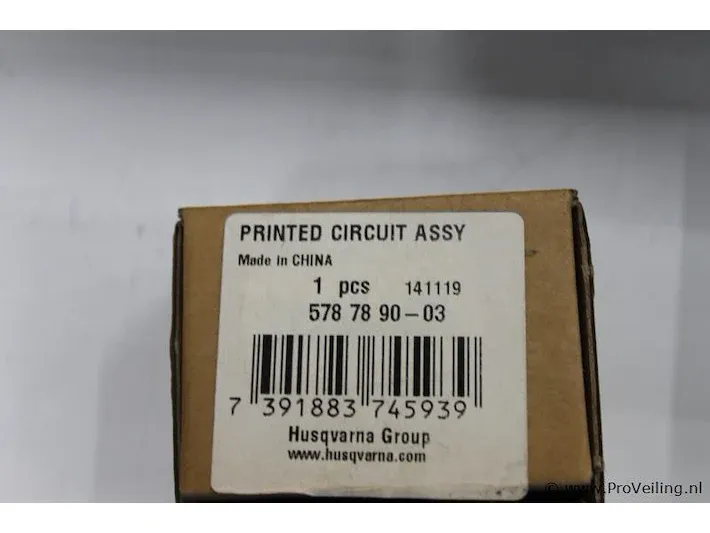 PRINTED CIRCUIT ASSY
Made in CHINA
1 pcs 141119
578 78 90-03
7 391883 745939
Husqvarna Group
www.husqvarna.com
© www.ProVeiling.nl